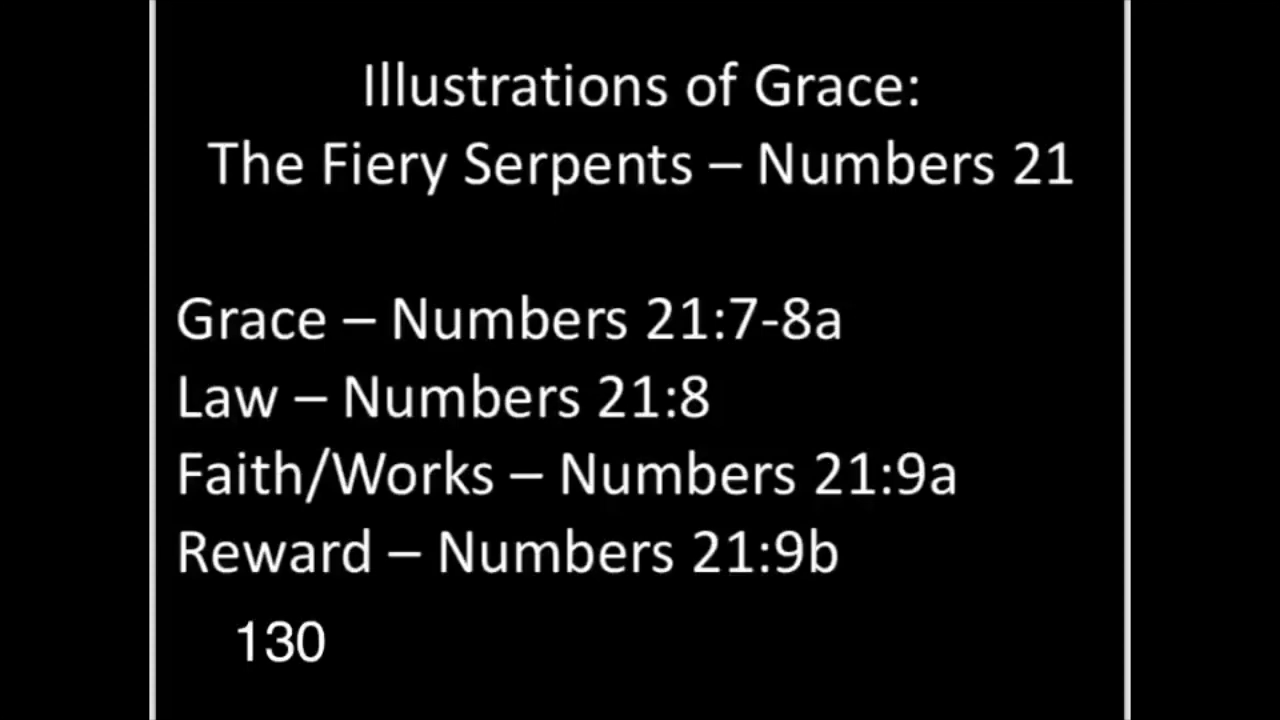 Illustrations of Grace:
The Fiery Serpents – Numbers 21
Grace – Numbers 21:7-8a
Law – Numbers 21:8
Faith/Works – Numbers 21:9a
Reward – Numbers 21:9b
130